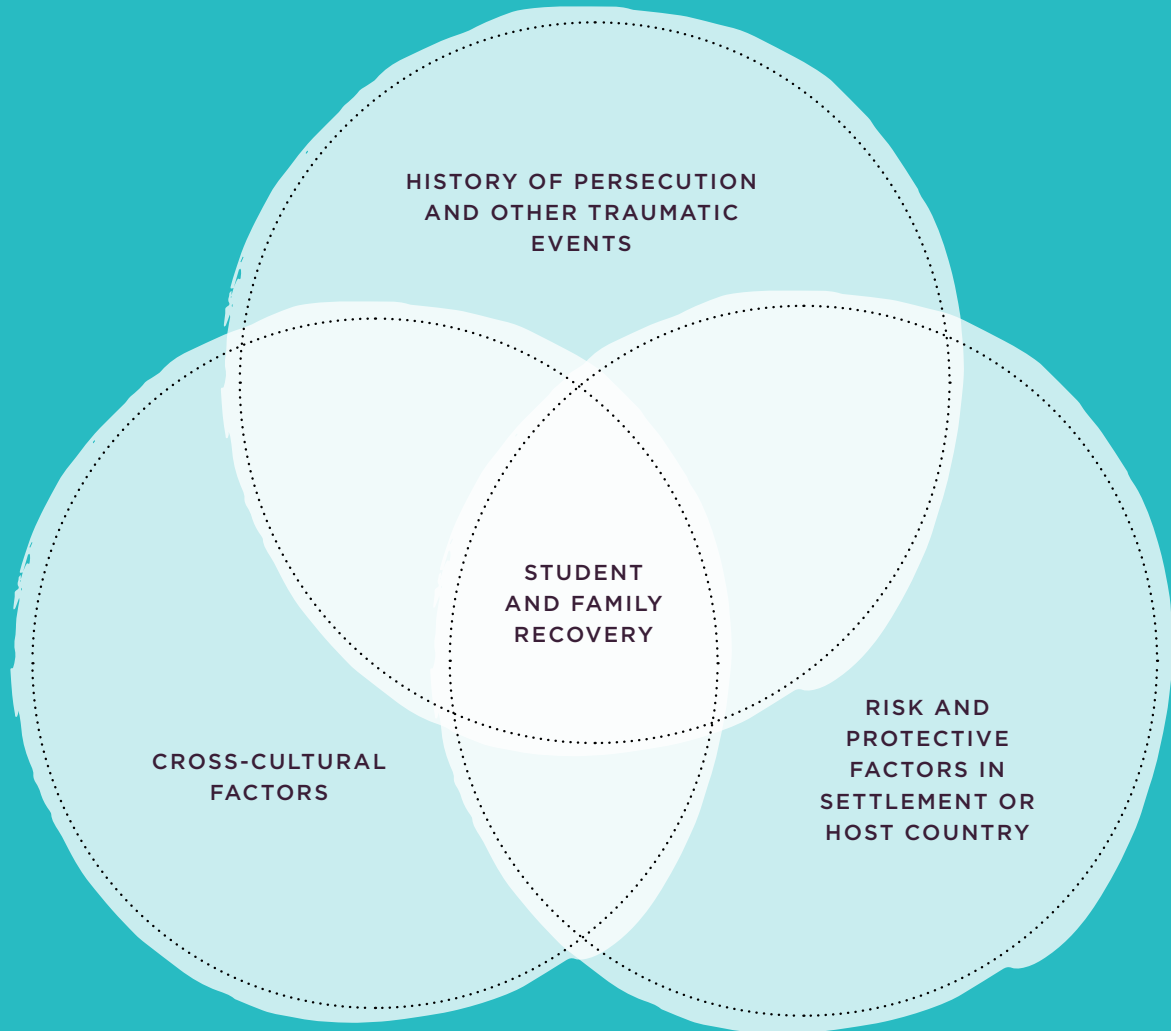 HISTORY OF PERSECUTION
AND OTHER TRAUMATIC
EVENTS
STUDENT
AND FAMILY
RECOVERY
CROSS-CULTURAL
FACTORS
RISK AND
PROTECTIVE
FACTORS IN
SETTLEMENT OR
HOST COUNTRY